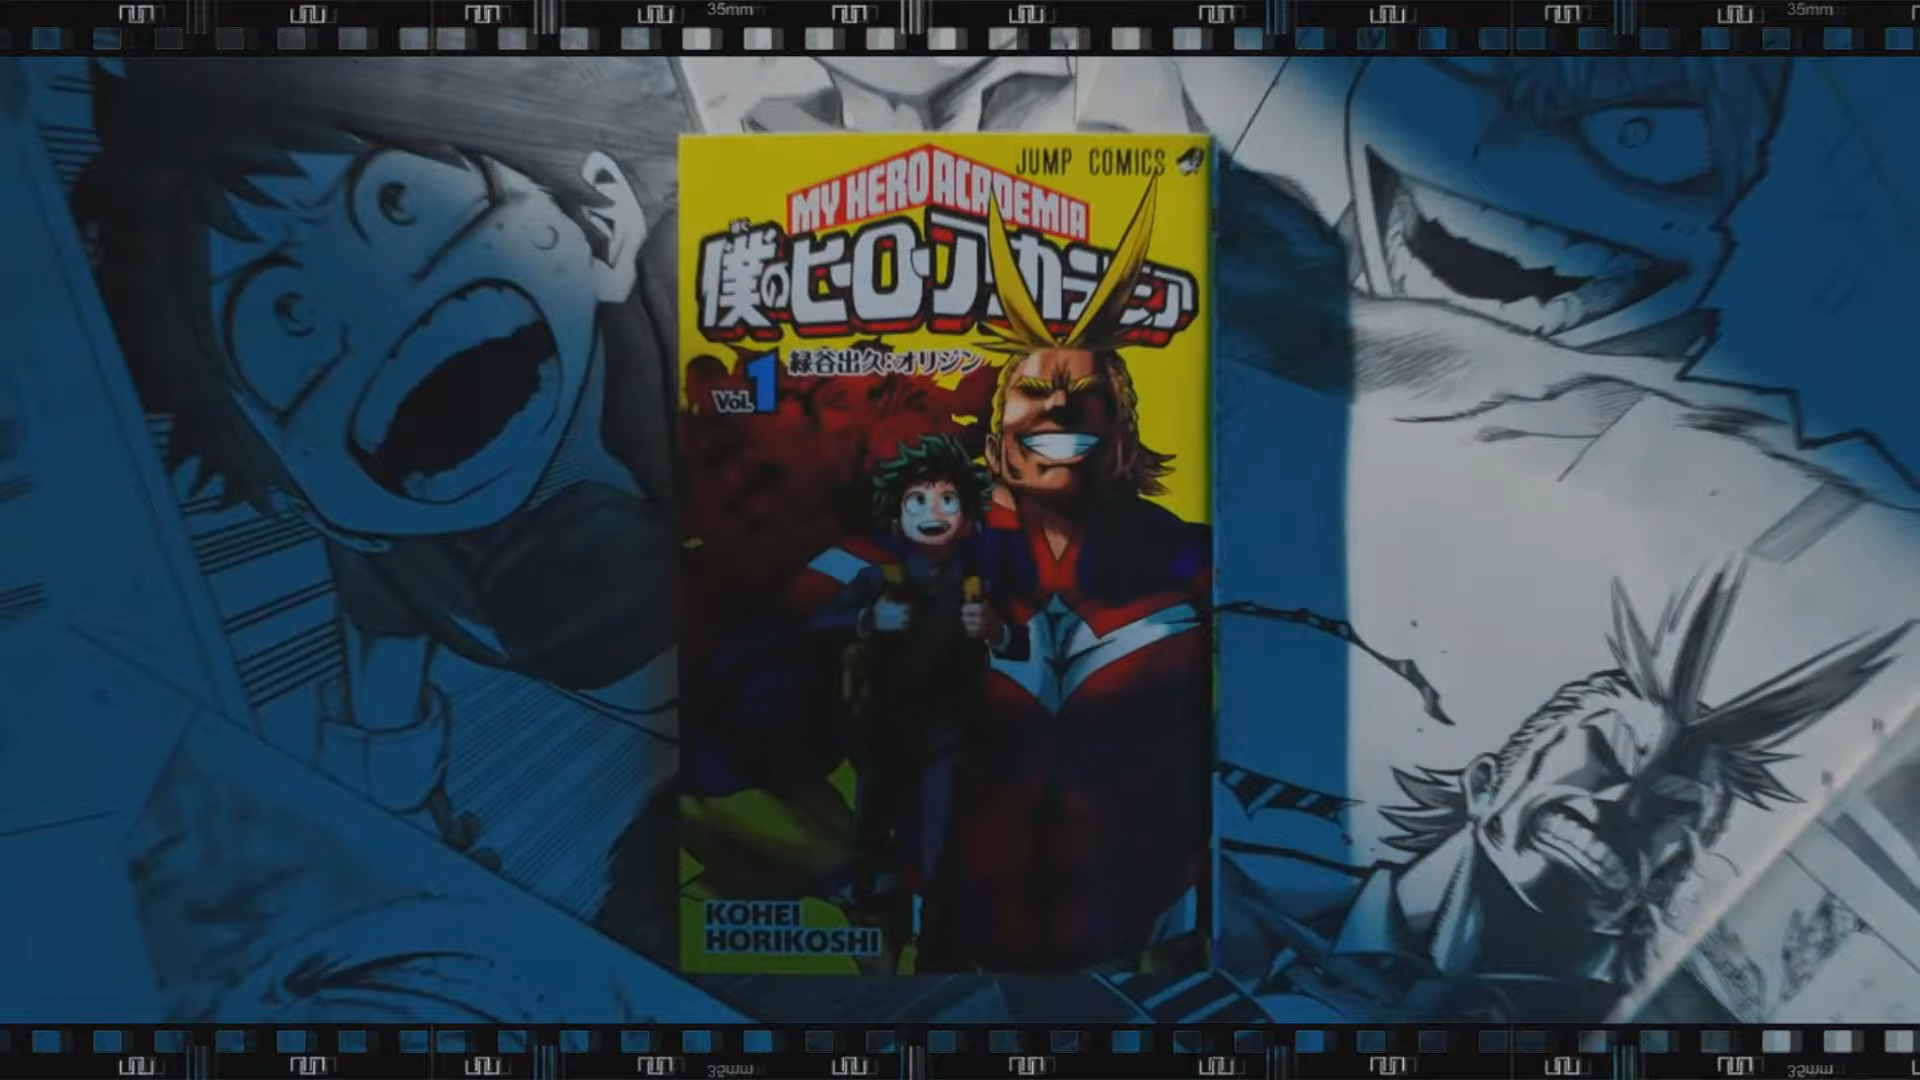 35mm
35mm
JUMP COMICS
MY HERO ACADEMIA
僕のヒーローアカデミア
Vol.1 緑谷出久:オリジン
KOHEI
HORIKOSHI
35mm
35mm